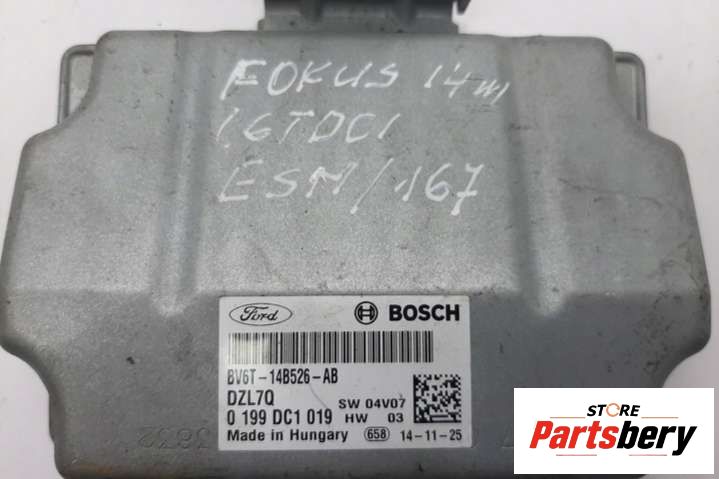 FOKUS 14m
1.6TDCI
ESM/167
Ford BOSCH
BV6T-14B526-AB
DZL7Q SW 04V07
0 199 DC1 019 HW 03
Made in Hungary 658 14-11-25
STORE
Partsbery